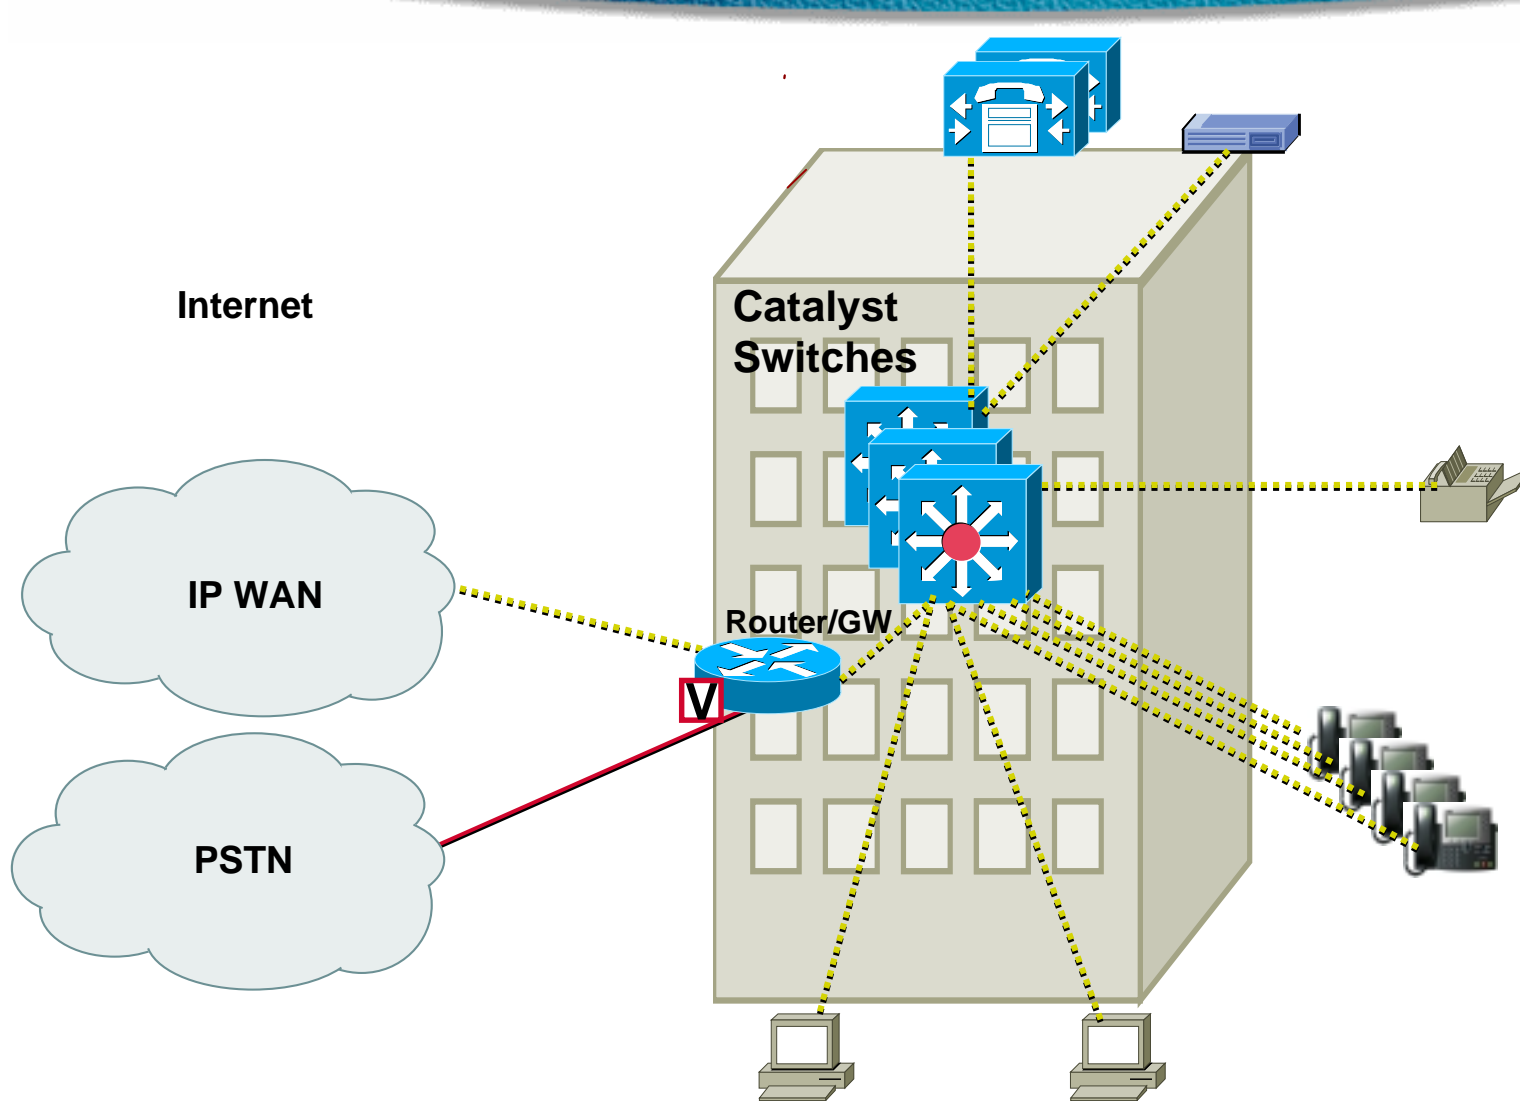 Internet
Catalyst
Switches
IP WAN
Router/GW
V
PSTN